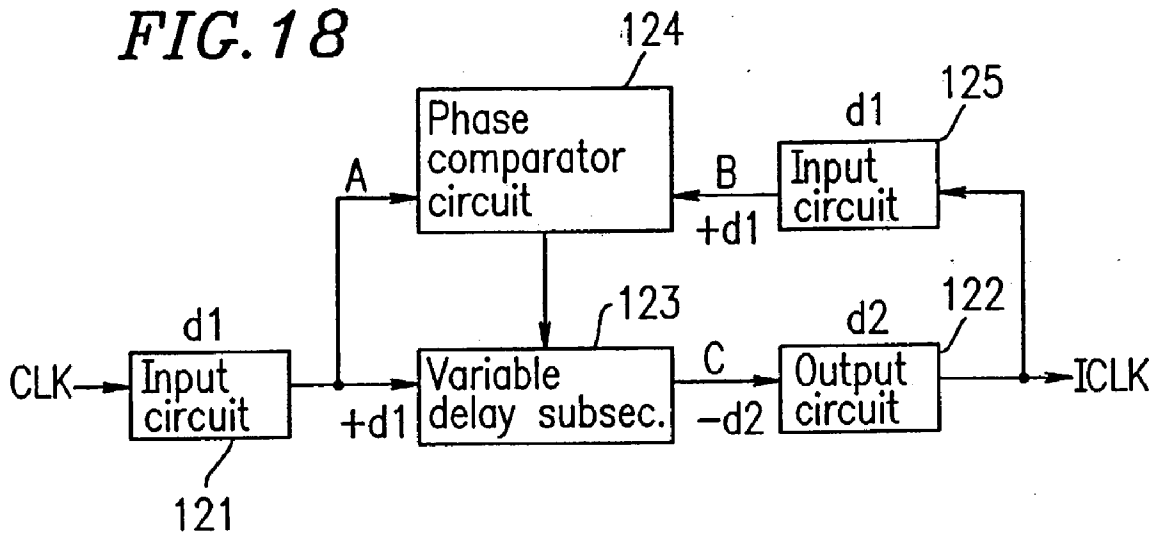 FIG. 18
124
125
Phase
comparator
circuit
d1
Input
circuit
A
B
+d1
123
122
d1
d2
CLK
Input
circuit
+d1
Variable
delay subsec.
C
-d2
Output
circuit
ICLK
121